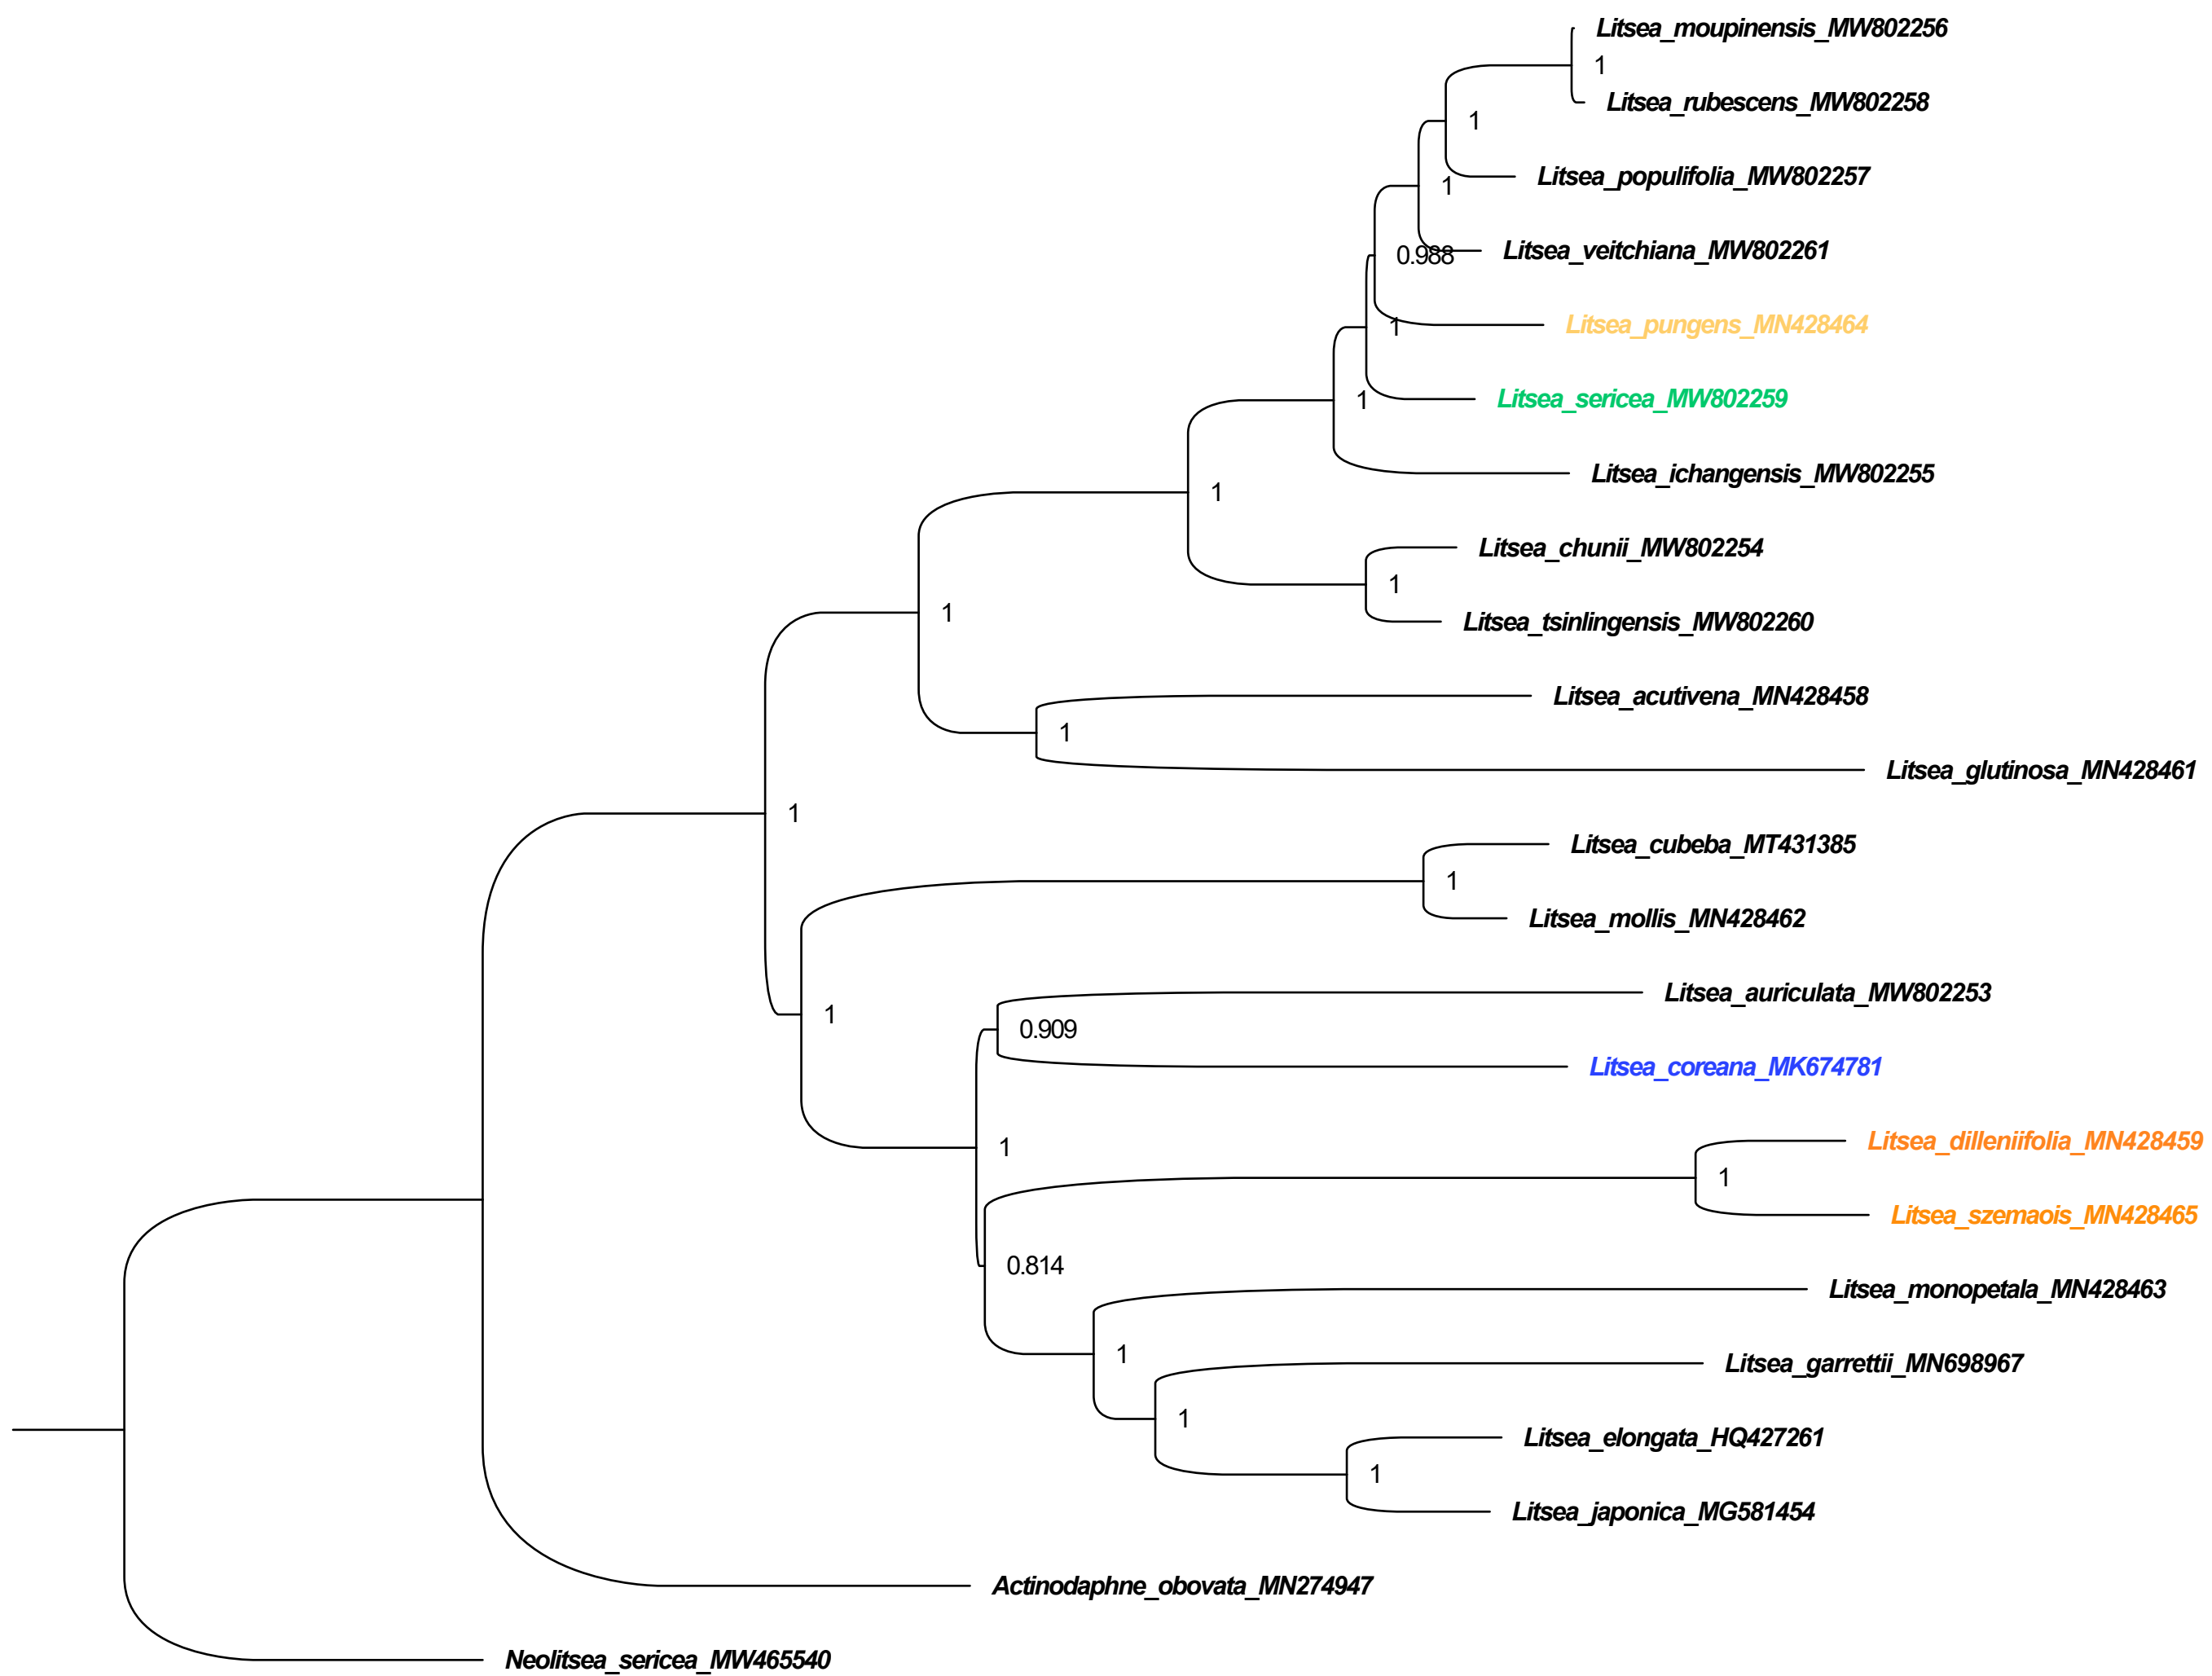 Litsea_moupinensis_MW802256
1
Litsea_rubescens_MW802258
1
Litsea_populifolia_MW802257
1
Litsea_veitchiana_MW802261
0.988
Litsea_pungens_MN428464
1
Litsea_sericea_MW802259
1
Litsea_ichangensis_MW802255
1
Litsea_chunii_MW802254
1
Litsea_tsinlingensis_MW802260
1
Litsea_acutivena_MN428458
1
Litsea_glutinosa_MN428461
1
Litsea_cubeba_MT431385
1
Litsea_mollis_MN428462
Litsea_auriculata_MW802253
1
0.909
Litsea_coreana_MK674781
Litsea_dilleniifolia_MN428459
1
1
Litsea_szemaois_MN428465
0.814
Litsea_monopetala_MN428463
1
Litsea_garrettii_MN698967
1
Litsea_elongata_HQ427261
1
Litsea_japonica_MG581454
Actinodaphne_obovata_MN274947
Neolitsea_sericea_MW465540